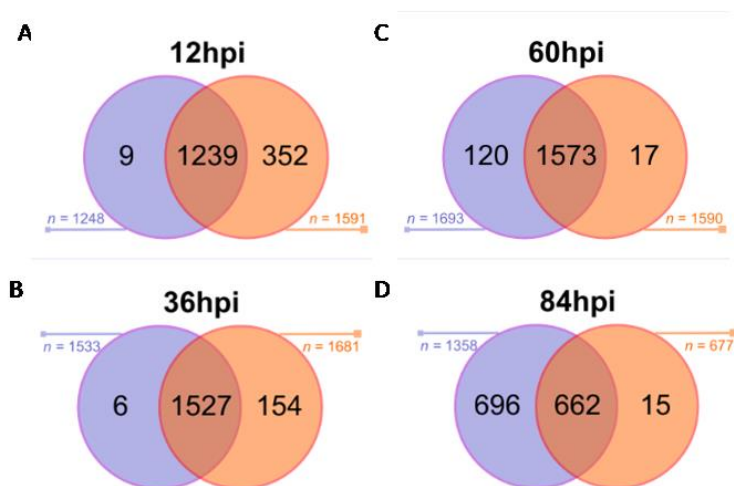 A
12hpi
9 1239 352
n = 1248
n = 1591
C
60hpi
120 1573 17
n = 1693
n = 1590
B
36hpi
n = 1533
n = 1681
6 1527 154
D
84hpi
n = 1358
n = 677
696 662 15